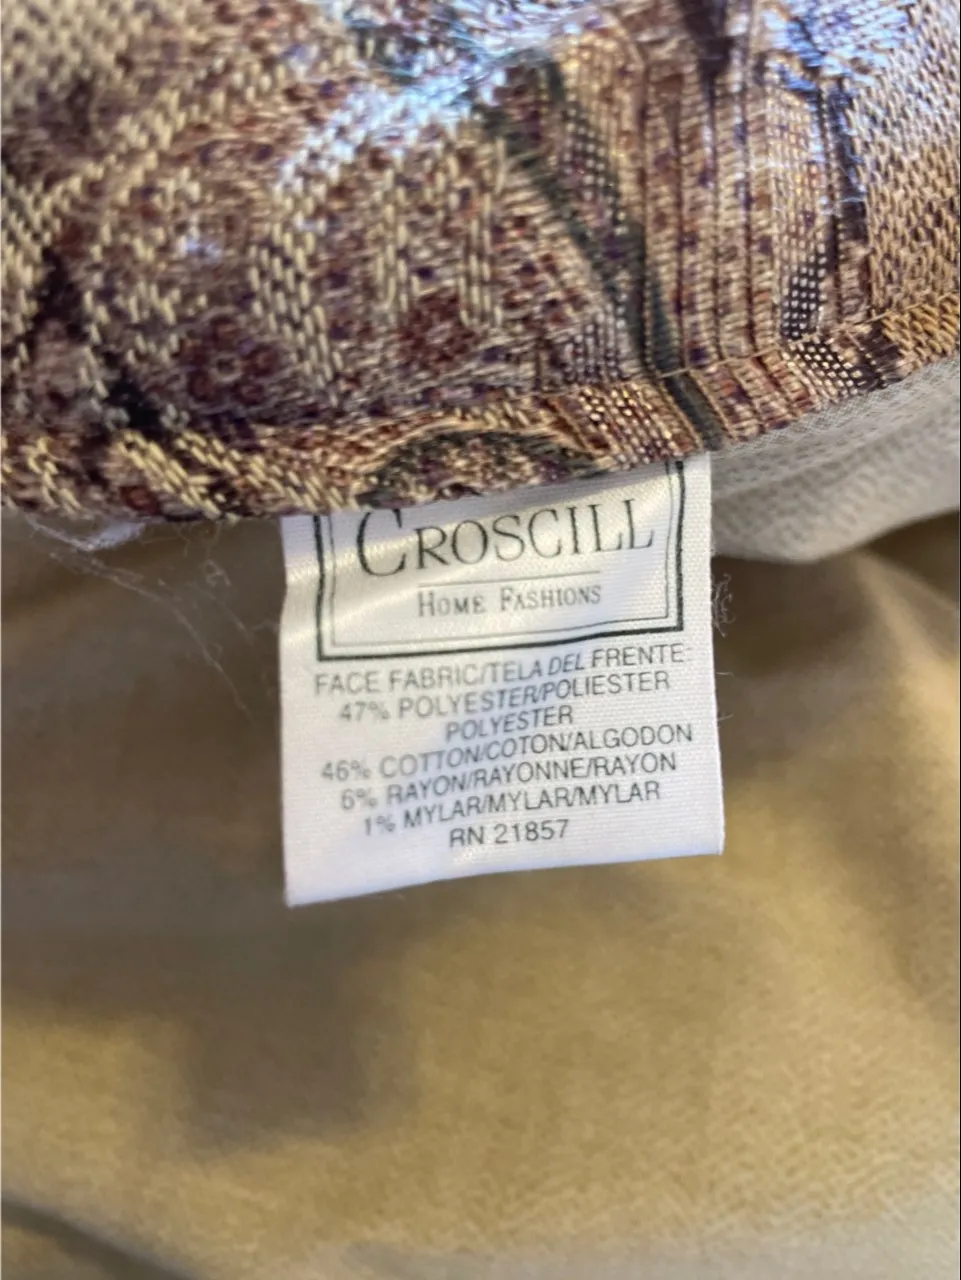 CROSCILL
HOME FASHIONS
FACE FABRIC/TELA DEL FRENTE:
47% POLYESTER/POLIESTER
POLYESTER
46% COTTON/COTON/ALGODON
6% RAYON/RAYONNE/RAYON
1% MYLAR/MYLAR/MYLAR
RN 21857